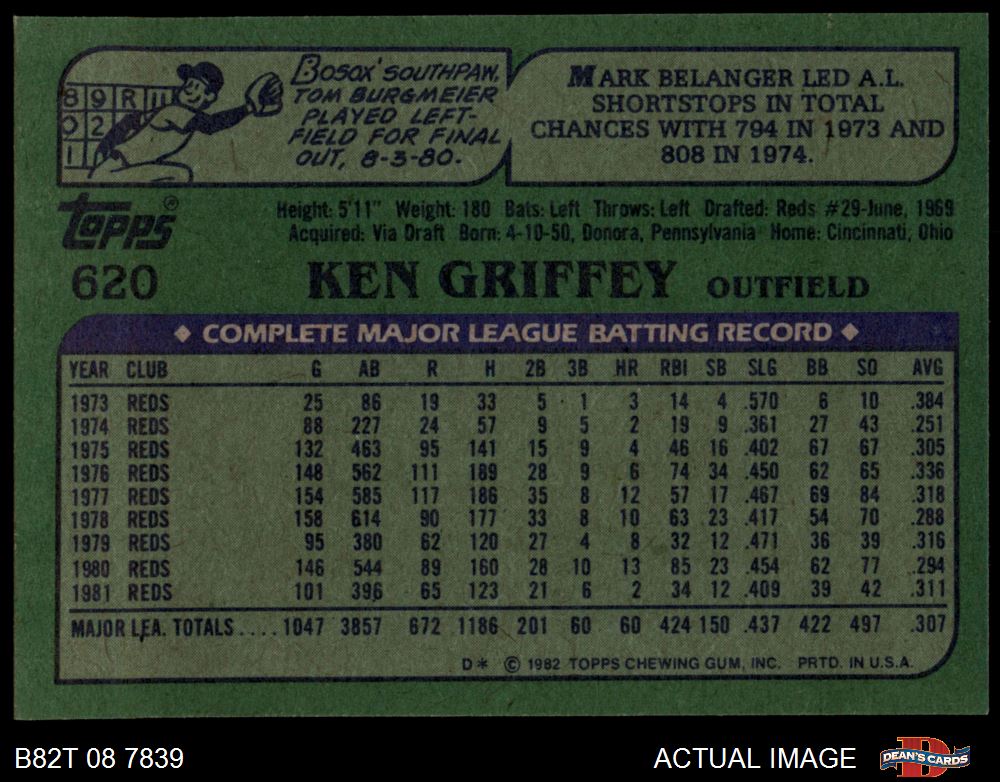 BOSOX' SOUTHPAW,
TOM BURGMEIER
PLAYED LEFT-
FIELD FOR FINAL
OUT, 8-3-80.
8 9 R
0 2
1
MARK BELANGER LED A.L.
SHORTSTOPS IN TOTAL
CHANCES WITH 794 IN 1973 AND
808 IN 1974.
TOPPS®
Height: 5'11" Weight: 180 Bats: Left Throws: Left Drafted: Reds #29-June, 1969
Acquired: Via Draft Born: 4-10-50, Donora, Pennsylvania Home: Cincinnati, Ohio
620 KEN GRIFFEY OUTFIELD
◆ COMPLETE MAJOR LEAGUE BATTING RECORD ◆
YEAR CLUB G AB R H 2B 3B HR RBI SB SLG BB SO AVG
1973 REDS 25 86 19 33 5 1 3 14 4 .570 6 10 .384
1974 REDS 88 227 24 57 9 5 2 19 9 .361 27 43 .251
1975 REDS 132 463 95 141 15 9 4 46 16 .402 67 67 .305
1976 REDS 148 562 111 189 28 9 6 74 34 .450 62 65 .336
1977 REDS 154 585 117 186 35 8 12 57 17 .467 69 84 .318
1978 REDS 158 614 90 177 33 8 10 63 23 .417 54 70 .288
1979 REDS 95 380 62 120 27 4 8 32 12 .471 36 39 .316
1980 REDS 146 544 89 160 28 10 13 85 23 .454 62 77 .294
1981 REDS 101 396 65 123 21 6 2 34 12 .409 39 42 .311
MAJOR LEA. TOTALS .... 1047 3857 672 1186 201 60 60 424 150 .437 422 497 .307
D* © 1982 TOPPS CHEWING GUM, INC. PRTD. IN U.S.A.
B82T 08 7839 ACTUAL IMAGE DEAN'S CARDS